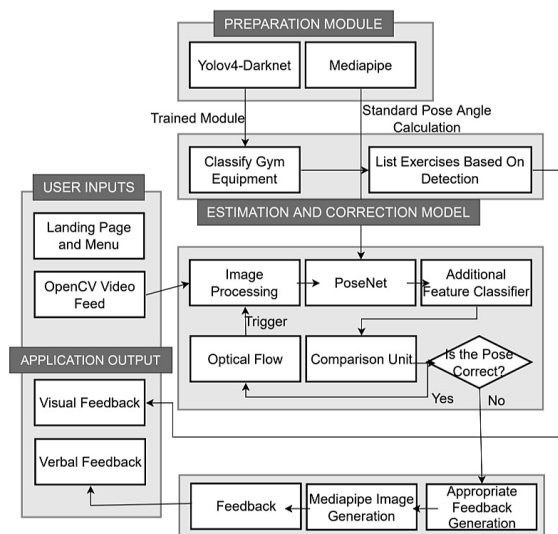 PREPARATION MODULE
Yolov4-Darknet
Mediapipe
Trained Module
Standard Pose Angle
Calculation
Classify Gym
Equipment
List Exercises Based On
Detection
USER INPUTS
Landing Page
and Menu
OpenCV Video
Feed
ESTIMATION AND CORRECTION MODEL
Image
Processing
PoseNet
Additional
Feature Classifier
Trigger
Optical Flow
Comparison Unit
Is the Pose
Correct?
Yes
No
APPLICATION OUTPUT
Visual Feedback
Verbal Feedback
Feedback
Mediapipe Image
Generation
Appropriate
Feedback
Generation